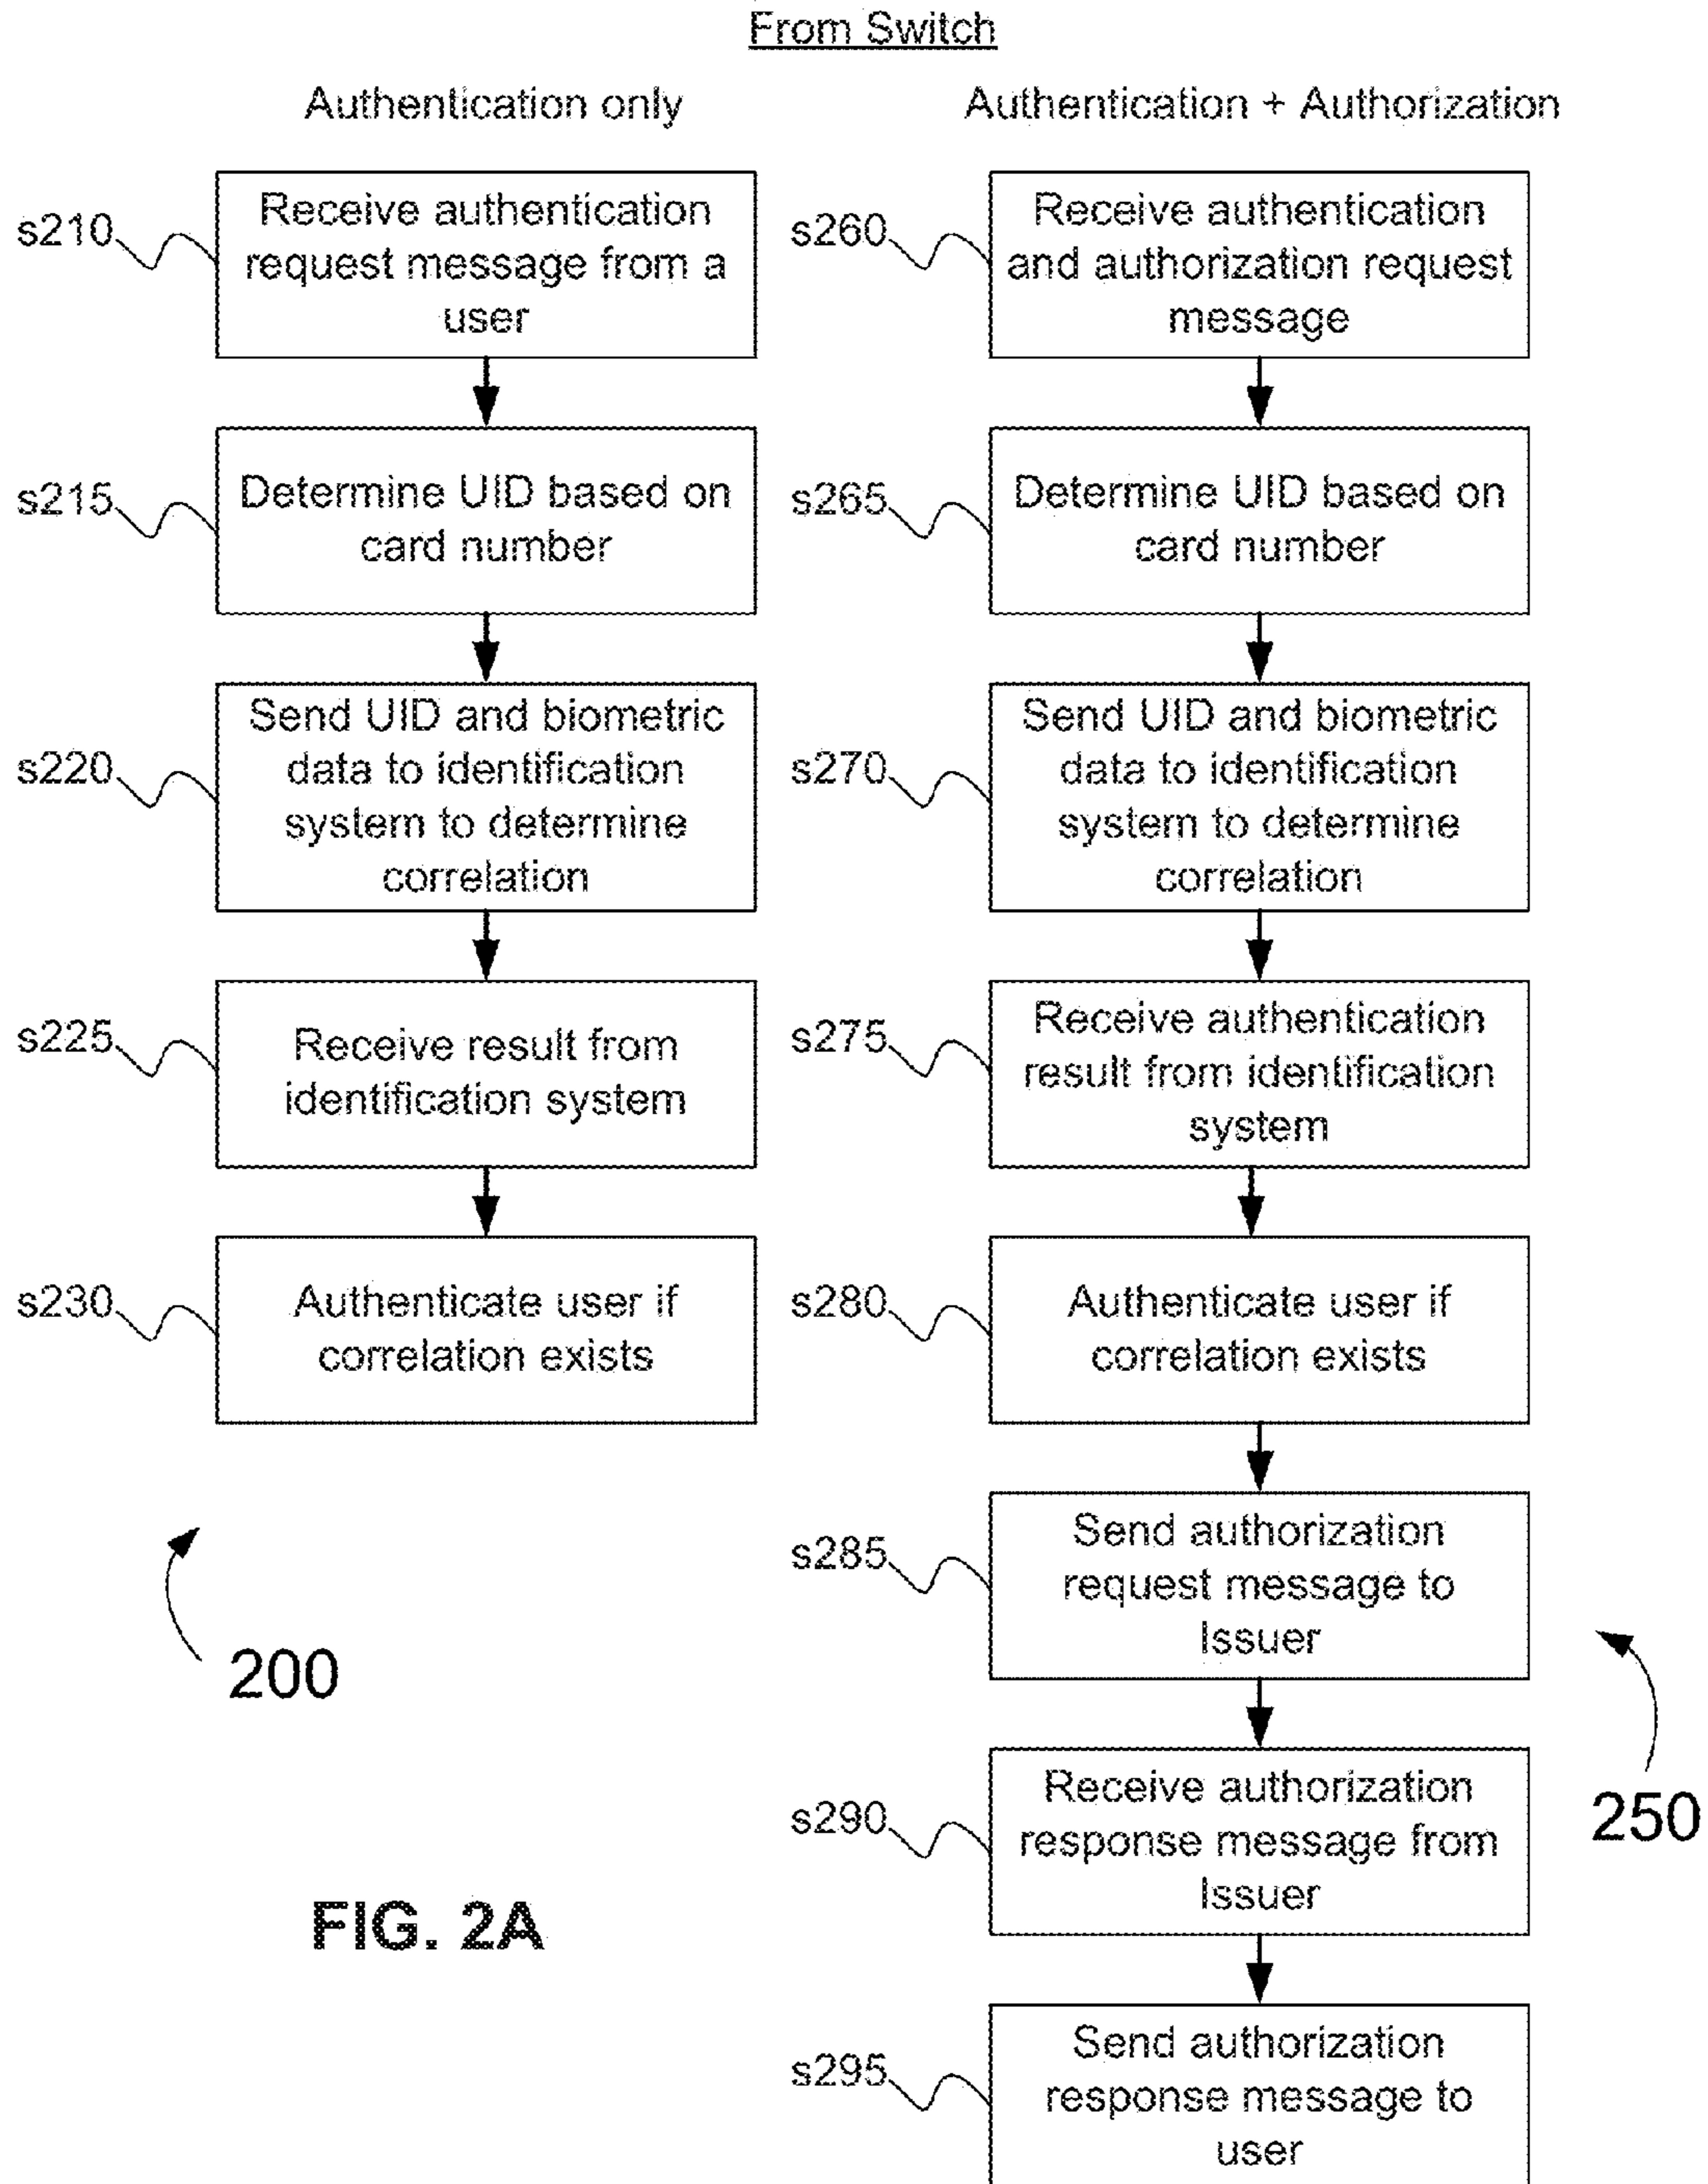 From Switch
Authentication only
s210
Receive authentication
request message from a
user
s215
Determine UID based on
card number
s220
Send UID and biometric
data to identification
system to determine
correlation
s225
Receive result from
identification system
s230
Authenticate user if
correlation exists
200
Authentication + Authorization
s260
Receive authentication
and authorization request
message
s265
Determine UID based on
card number
s270
Send UID and biometric
data to identification
system to determine
correlation
s275
Receive authentication
result from identification
system
s280
Authenticate user if
correlation exists
s285
Send authorization
request message to
Issuer
s290
Receive authorization
response message from
Issuer
s295
Send authorization
response message to
user
250
FIG. 2A